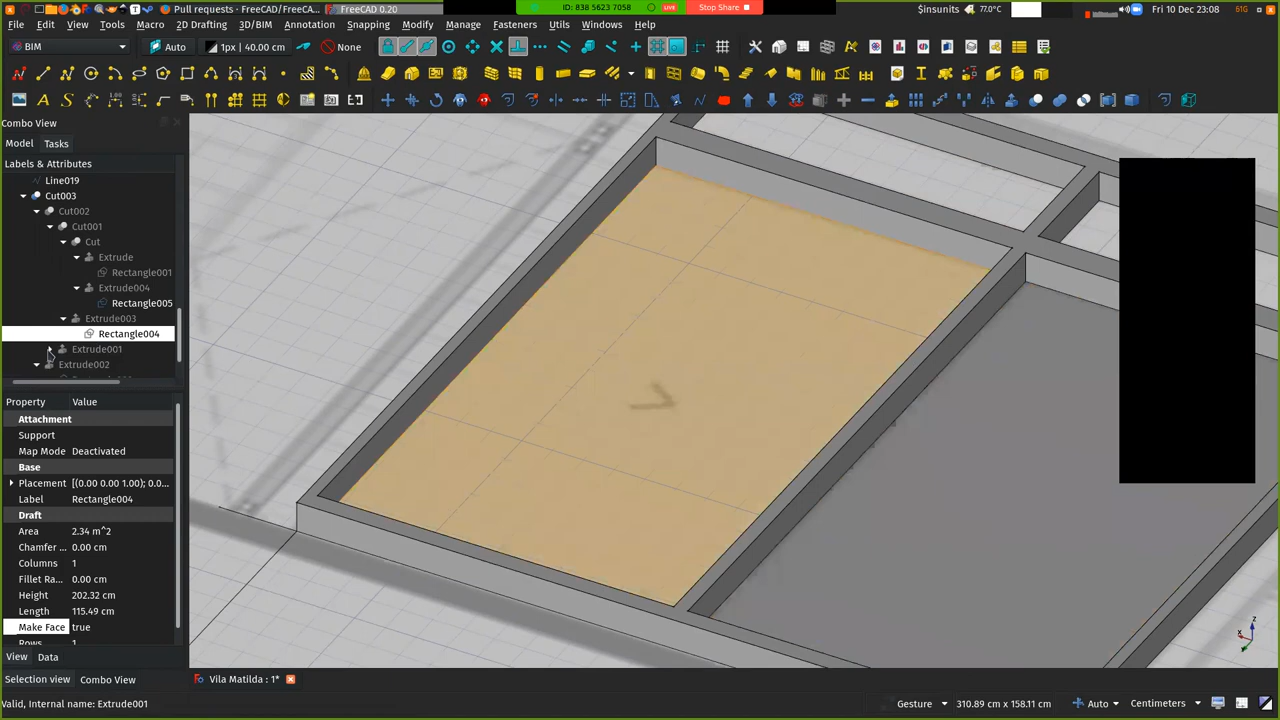 Pull requests · FreeCAD/FreeCA...
FreeCAD 0.20
ID: 838 5623 7058
LIVE
Stop Share
$insunits
77.0°C
Fri 10 Dec 23:08
51G
File Edit View Macro 2D Drafting 3D/BIM Annotation Snapping Modify Manage Fasteners Utils Windows Help
BIM
Auto
1px | 40.00 cm
None
Combo View
Model Tasks
Labels & Attributes
Line019
Cut003
Cut002
Cut001
Cut
Extrude
Rectangle001
Extrude004
Rectangle005
Extrude003
Rectangle004
Extrude001
Extrude002
Property Value
Attachment
Support
Map Mode Deactivated
Base
Placement [(0.00 0.00 1.00); 0.0...
Label Rectangle004
Draft
Area 2.34 m^2
Chamfer ... 0.00 cm
Columns 1
Fillet Ra... 0.00 cm
Height 202.32 cm
Length 115.49 cm
Make Face true
Rows 1
View Data
Selection view Combo View
Vila Matilda : 1*
Valid, Internal name: Extrude001
Gesture
310.89 cm × 158.11 cm
Auto
Centimeters